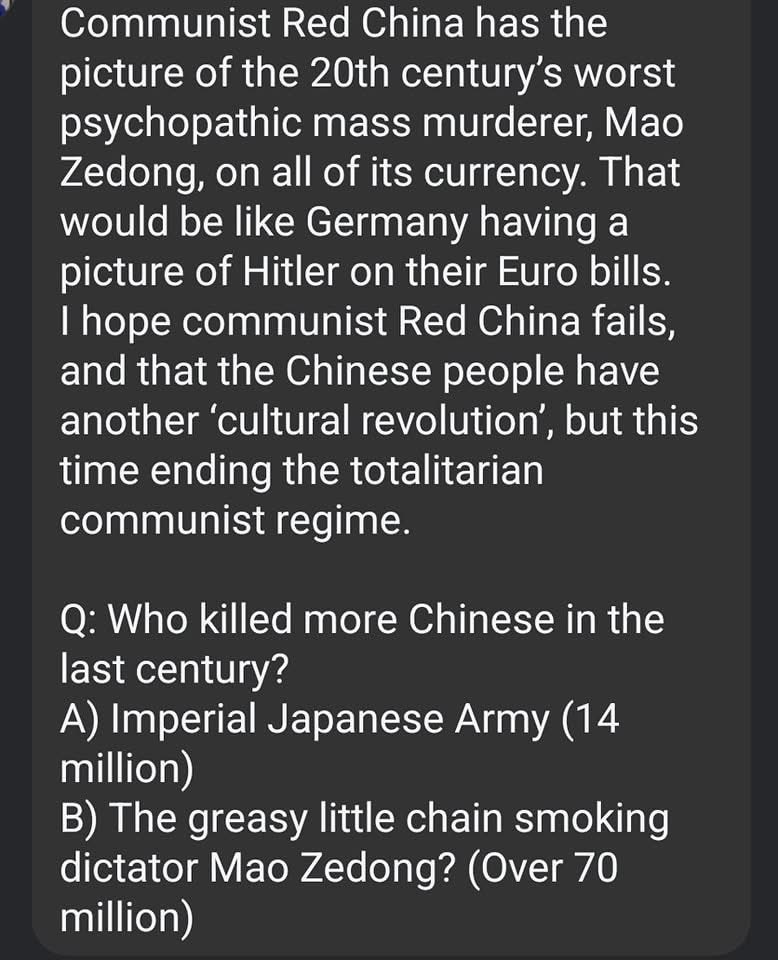 Communist Red China has the
picture of the 20th century’s worst
psychopathic mass murderer, Mao
Zedong, on all of its currency. That
would be like Germany having a
picture of Hitler on their Euro bills.
I hope communist Red China fails,
and that the Chinese people have
another ‘cultural revolution’, but this
time ending the totalitarian
communist regime.

Q: Who killed more Chinese in the
last century?
A) Imperial Japanese Army (14
million)
B) The greasy little chain smoking
dictator Mao Zedong? (Over 70
million)